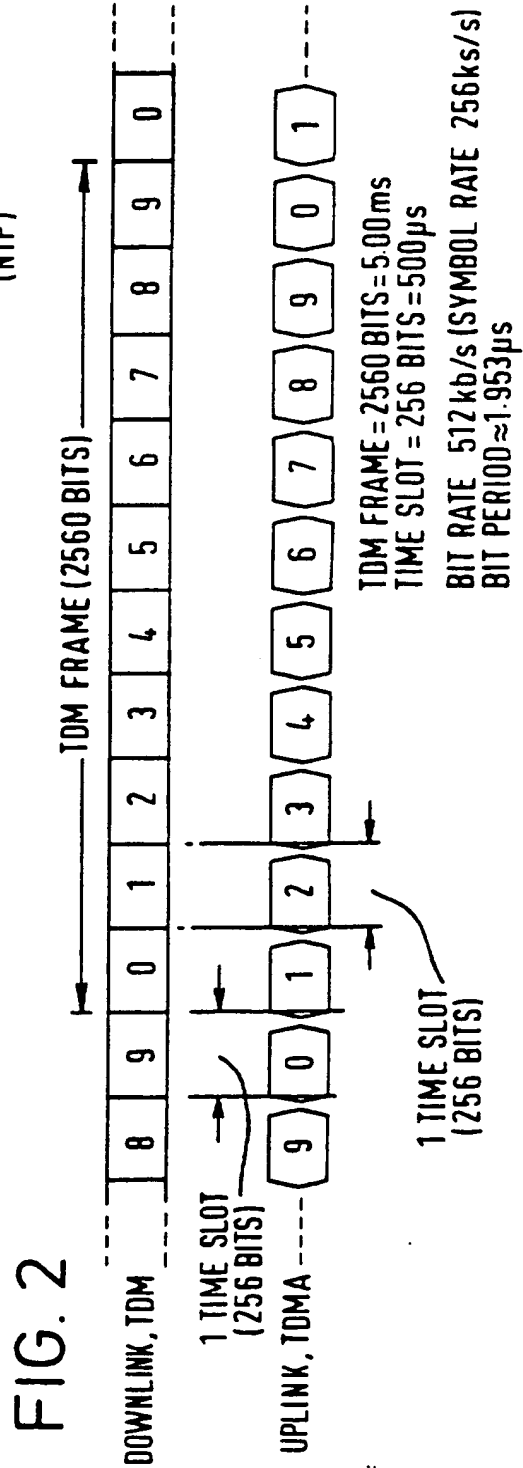 (NTP)
FIG. 2
TDM FRAME (2560 BITS)
DOWNLINK, TDM
8 9 0 1 2 3 4 5 6 7 8 9 0
1 TIME SLOT
(256 BITS)
UPLINK, TDMA
9 0 1 2 3 4 5 6 7 8 9 0 1
1 TIME SLOT
(256 BITS)
TDM FRAME = 2560 BITS = 5.00ms
TIME SLOT = 256 BITS = 500µs
BIT RATE 512kb/s (SYMBOL RATE 256ks/s)
BIT PERIOD ≈ 1.953µs